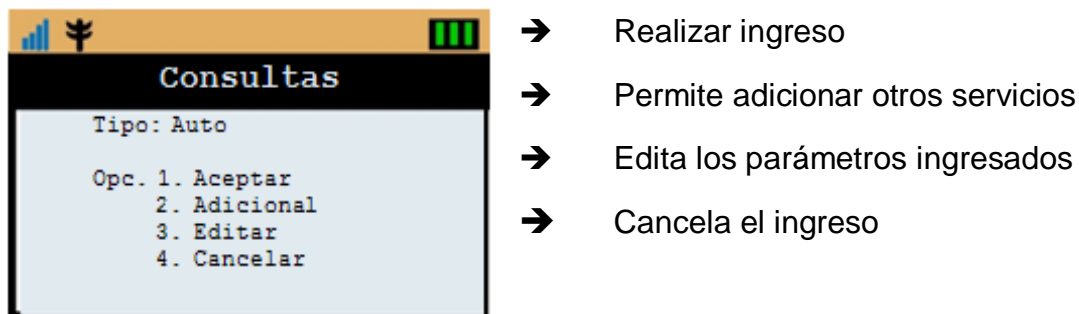 Consultas
Tipo: Auto
Opc. 1. Aceptar
2. Adicional
3. Editar
4. Cancelar
➔ Realizar ingreso
➔ Permite adicionar otros servicios
➔ Edita los parámetros ingresados
➔ Cancela el ingreso